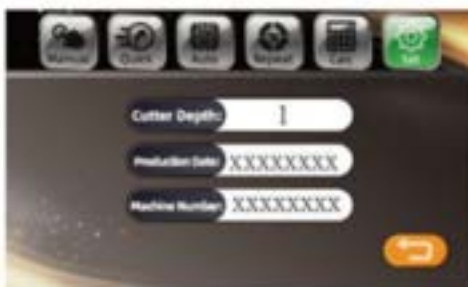 Manual Quick Auto Repeat Calc Set
Cutter Depth: 1
Production Date: XXXXXXXX
Machine Number: XXXXXXXX